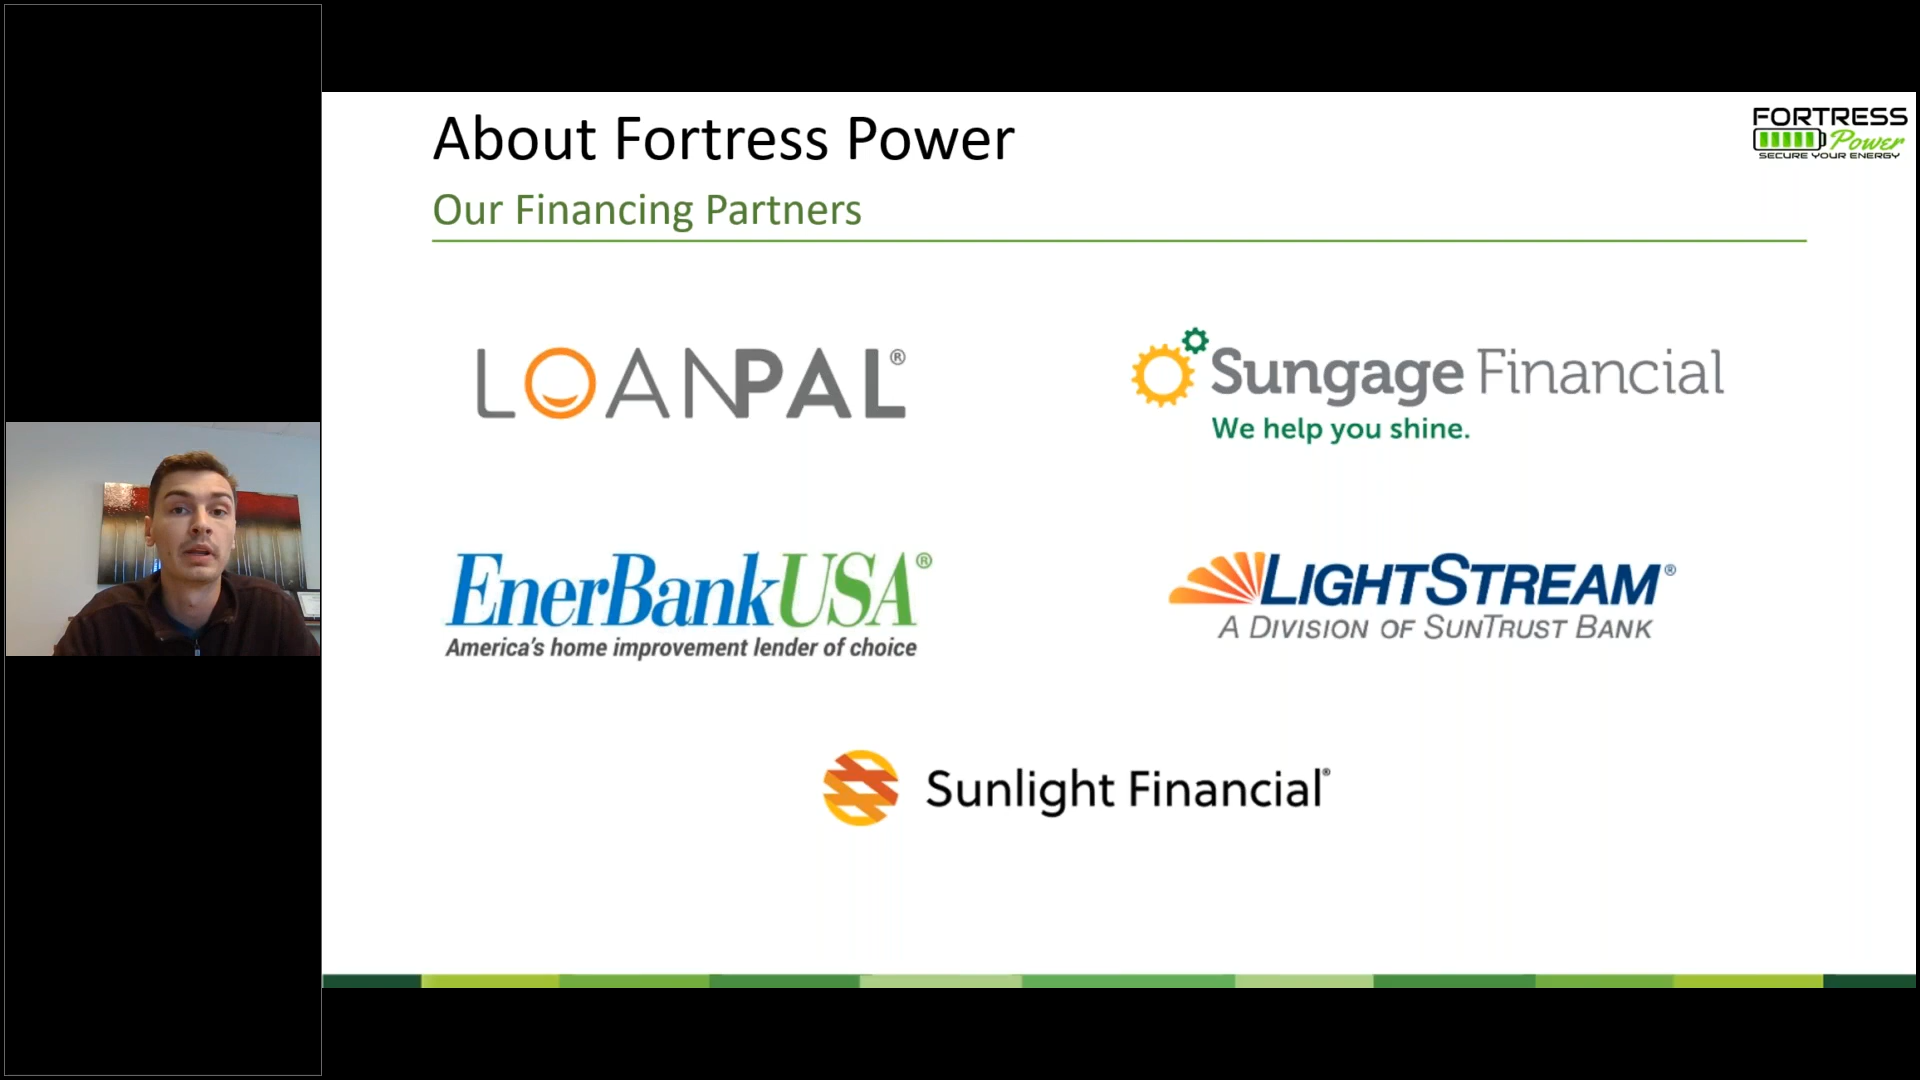 About Fortress Power
Our Financing Partners
FORTRESS
Power
SECURE YOUR ENERGY
LOANPAL®
Sungage Financial
We help you shine.
EnerBankUSA®
America's home improvement lender of choice
LIGHTSTREAM®
A DIVISION OF SUNTRUST BANK
Sunlight Financial®